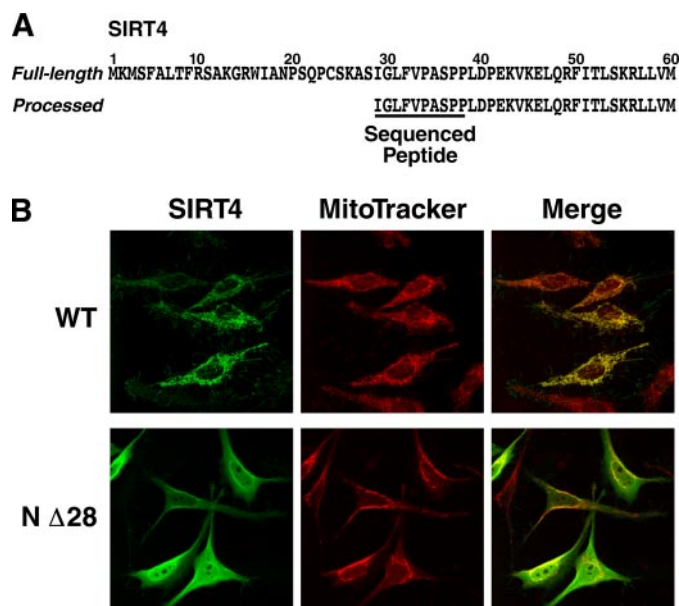 A
SIRT4
1 10 20 30 40 50 60
Full-length MKMSFALTFRSAKGRWIANPSQPCSKASIGLFVPASPPLDPEKVKELQRFITLSKRLLVM
Processed IGLFVPASPPLDPEKVKELQRFITLSKRLLVM
Sequenced
Peptide
B
SIRT4 MitoTracker Merge
WT
N Δ28